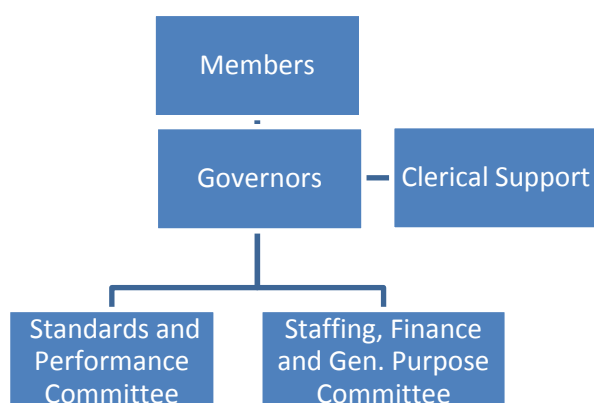 Members
Governors
Clerical Support
Standards and
Performance
Committee
Staffing, Finance
and Gen. Purpose
Committee